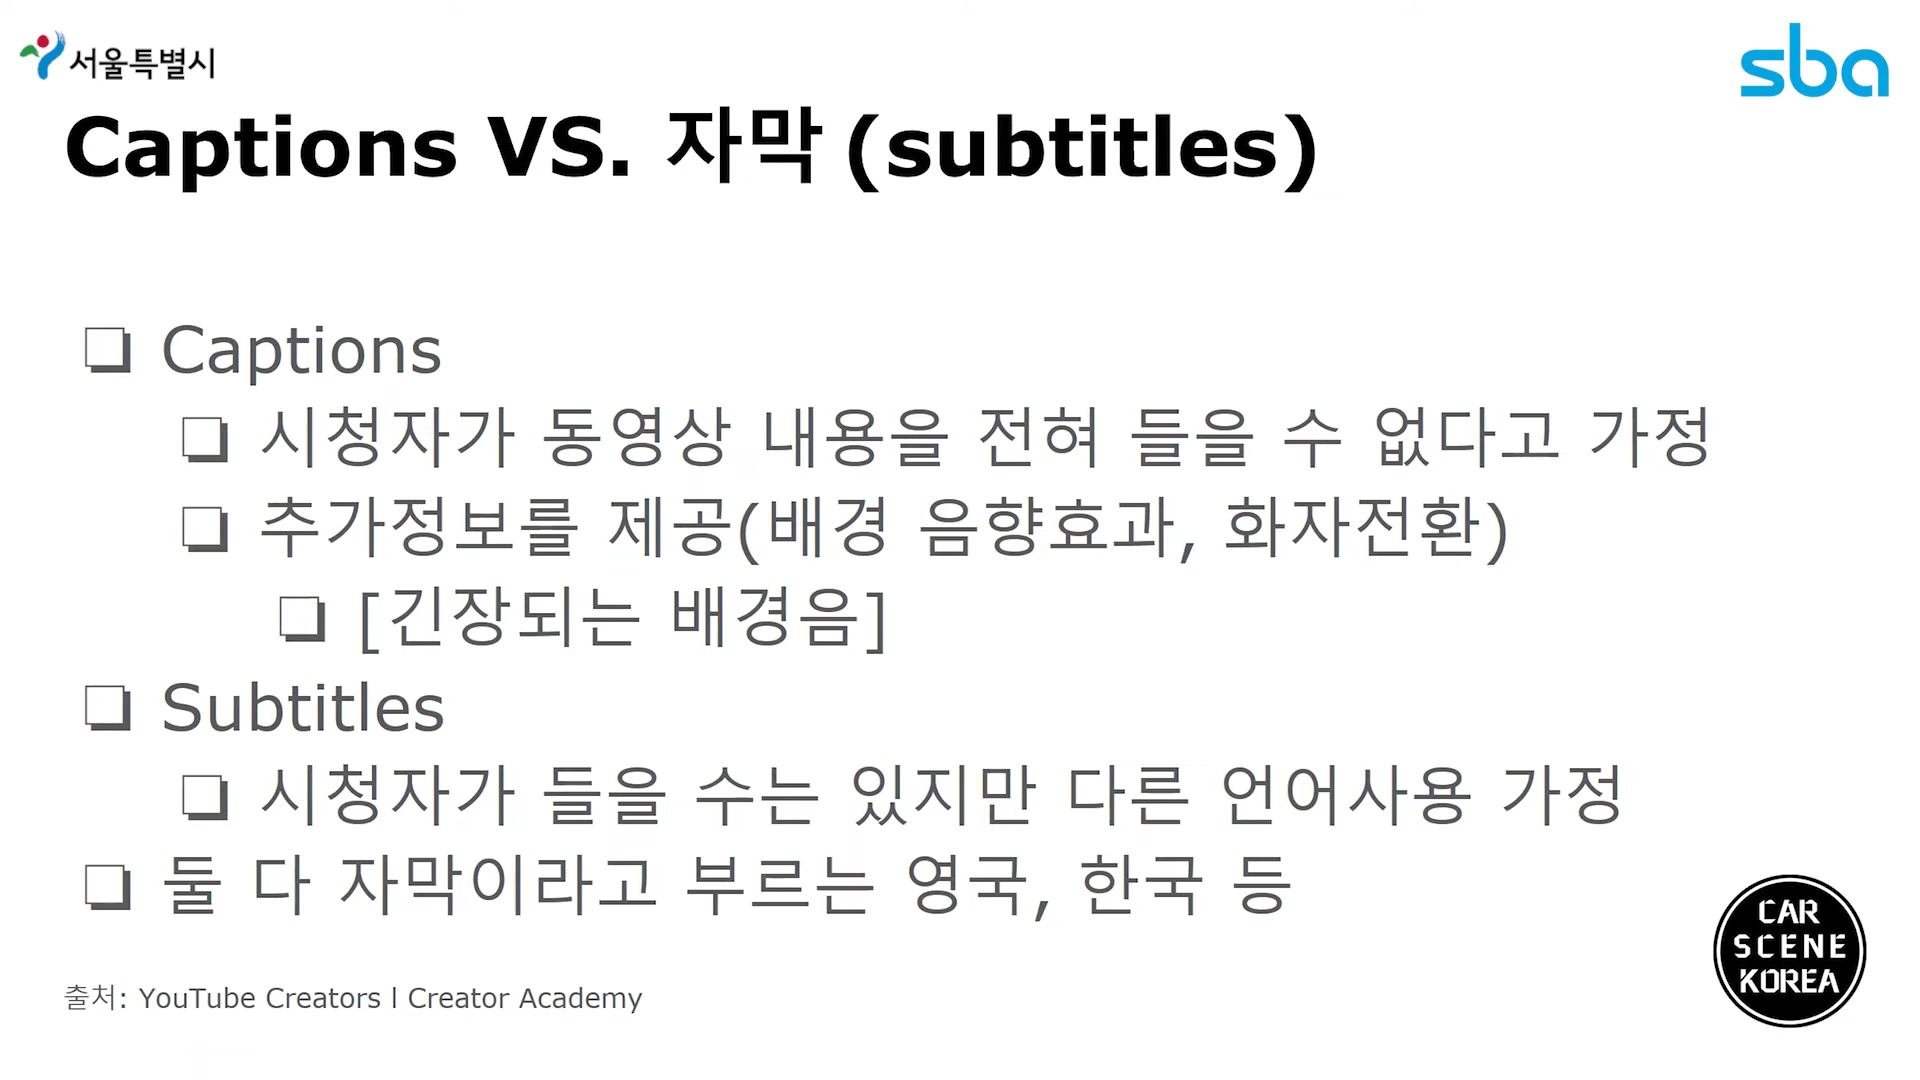 서울특별시
sba
Captions VS. 자막 (subtitles)
Captions
시청자가 동영상 내용을 전혀 들을 수 없다고 가정
추가정보를 제공(배경 음향효과, 화자전환)
[긴장되는 배경음]
Subtitles
시청자가 들을 수는 있지만 다른 언어사용 가정
둘 다 자막이라고 부르는 영국, 한국 등
출처: YouTube Creators l Creator Academy
CAR
SCENE
KOREA